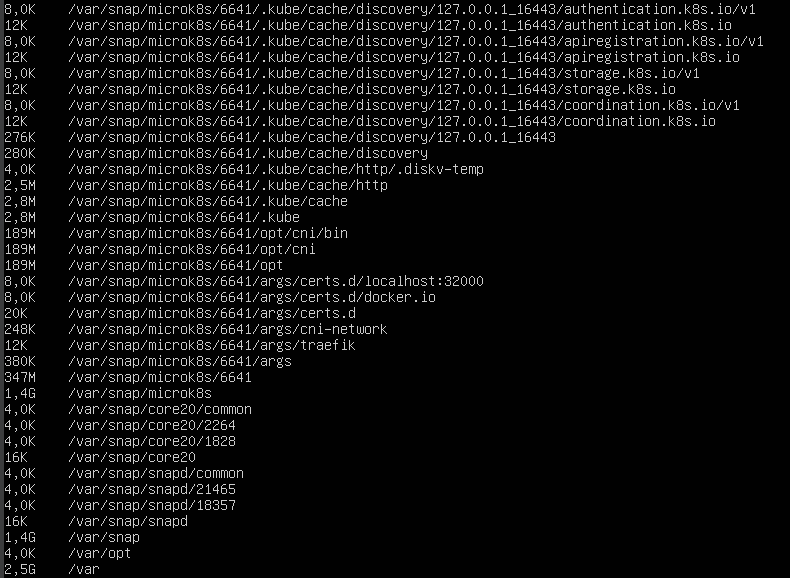 8,0K /var/snap/microk8s/6641/.kube/cache/discovery/127.0.0.1_16443/authentication.k8s.io/v1
12K /var/snap/microk8s/6641/.kube/cache/discovery/127.0.0.1_16443/authentication.k8s.io
8,0K /var/snap/microk8s/6641/.kube/cache/discovery/127.0.0.1_16443/apiregistration.k8s.io/v1
12K /var/snap/microk8s/6641/.kube/cache/discovery/127.0.0.1_16443/apiregistration.k8s.io
8,0K /var/snap/microk8s/6641/.kube/cache/discovery/127.0.0.1_16443/storage.k8s.io/v1
12K /var/snap/microk8s/6641/.kube/cache/discovery/127.0.0.1_16443/storage.k8s.io
8,0K /var/snap/microk8s/6641/.kube/cache/discovery/127.0.0.1_16443/coordination.k8s.io/v1
12K /var/snap/microk8s/6641/.kube/cache/discovery/127.0.0.1_16443/coordination.k8s.io
276K /var/snap/microk8s/6641/.kube/cache/discovery/127.0.0.1_16443
280K /var/snap/microk8s/6641/.kube/cache/discovery
4,0K /var/snap/microk8s/6641/.kube/cache/http/.diskv-temp
2,5M /var/snap/microk8s/6641/.kube/cache/http
2,8M /var/snap/microk8s/6641/.kube/cache
2,8M /var/snap/microk8s/6641/.kube
189M /var/snap/microk8s/6641/opt/cni/bin
189M /var/snap/microk8s/6641/opt/cni
189M /var/snap/microk8s/6641/opt
8,0K /var/snap/microk8s/6641/args/certs.d/localhost:32000
8,0K /var/snap/microk8s/6641/args/certs.d/docker.io
20K /var/snap/microk8s/6641/args/certs.d
248K /var/snap/microk8s/6641/args/cni-network
12K /var/snap/microk8s/6641/args/traefik
380K /var/snap/microk8s/6641/args
347M /var/snap/microk8s/6641
1,4G /var/snap/microk8s
4,0K /var/snap/core20/common
4,0K /var/snap/core20/2264
4,0K /var/snap/core20/1828
16K /var/snap/core20
4,0K /var/snap/snapd/common
4,0K /var/snap/snapd/21465
4,0K /var/snap/snapd/18357
16K /var/snap/snapd
1,4G /var/snap
4,0K /var/opt
2,5G /var